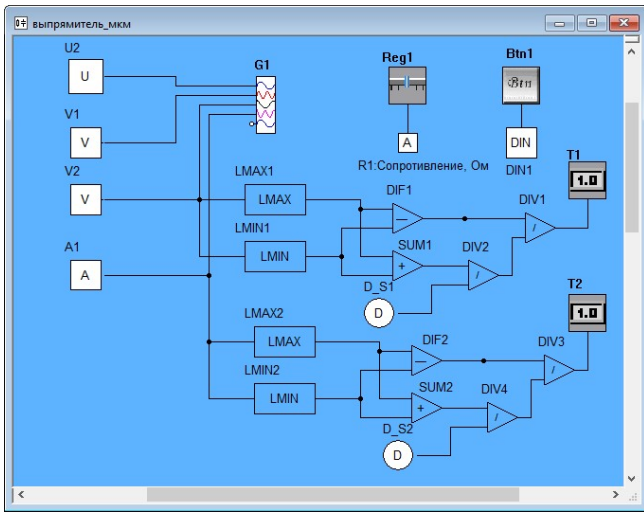 выпрямитель_мкм
U2
U
G1
Reg1
Btn1
Btn
V1
V
A
DIN
R1:Сопротивление, Ом
DIN1
T1
1.0
V2
V
LMAX1
LMAX
DIF1
—
DIV1
/
LMIN1
LMIN
SUM1
+
DIV2
/
A1
A
D_S1
D
T2
1.0
LMAX2
LMAX
DIF2
—
DIV3
/
LMIN2
LMIN
SUM2
+
DIV4
/
D_S2
D